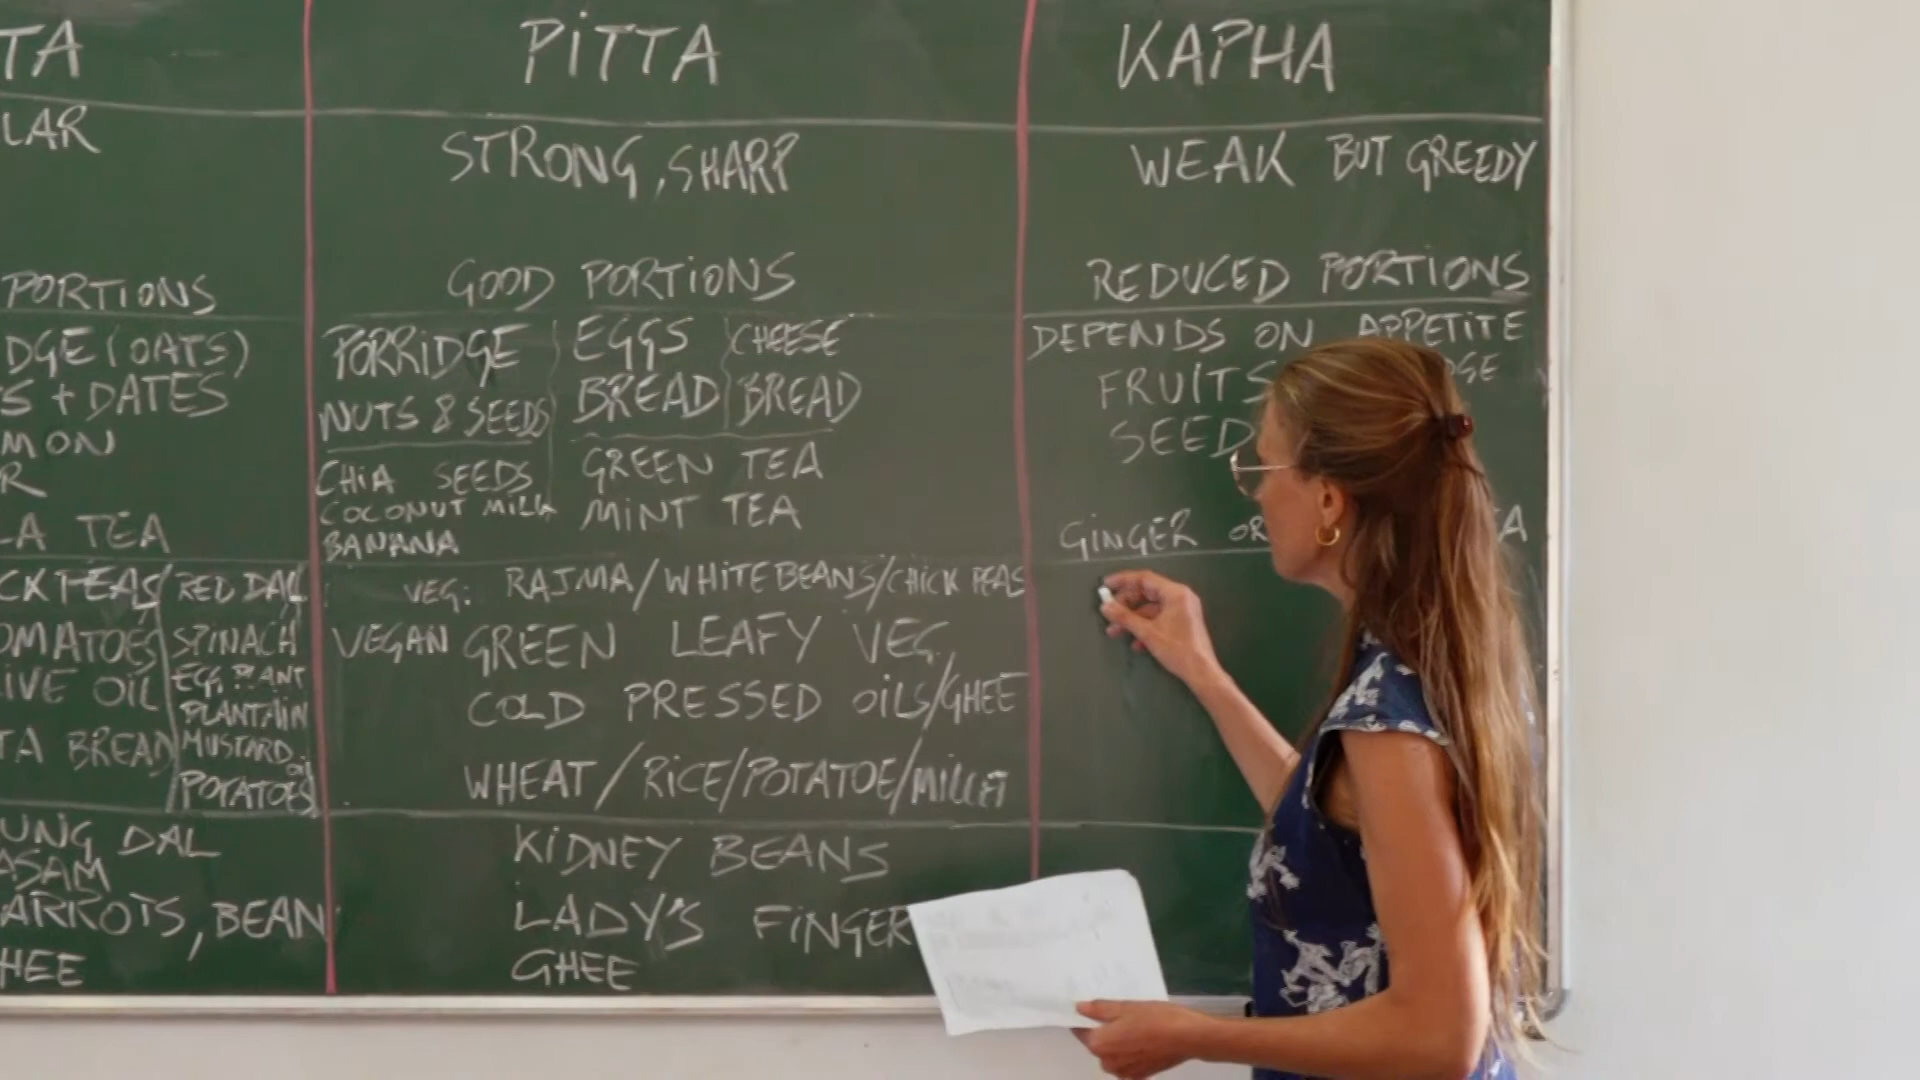 TA
LAR
PORTIONS
DGE (OATS)
S + DATES
MON
R
LA TEA
CK PEAS/
OMATOES
IVE OIL
TA BREAD
RED DAL
SPINACH
EGG PLANT
PLANTAIN
MUSTARD
OIL
POTATOES
UNG DAL
ASAM
ARROTS, BEAN
HEE
PITTA
STRONG, SHARP
GOOD PORTIONS
PORRIDGE
NUTS & SEEDS
CHIA SEEDS
COCONUT MILK
BANANA
EGGS
BREAD
CHEESE
BREAD
GREEN TEA
MINT TEA
VEG: RAJMA/WHITE BEANS/CHICK PEAS
VEGAN GREEN LEAFY VEG.
COLD PRESSED OILS/GHEE
WHEAT/RICE/POTATOE/MILLET
KIDNEY BEANS
LADY'S FINGER
GHEE
KAPHA
WEAK BUT GREEDY
REDUCED PORTIONS
DEPENDS ON APPETITE
FRUITS
SEED
GINGER OR